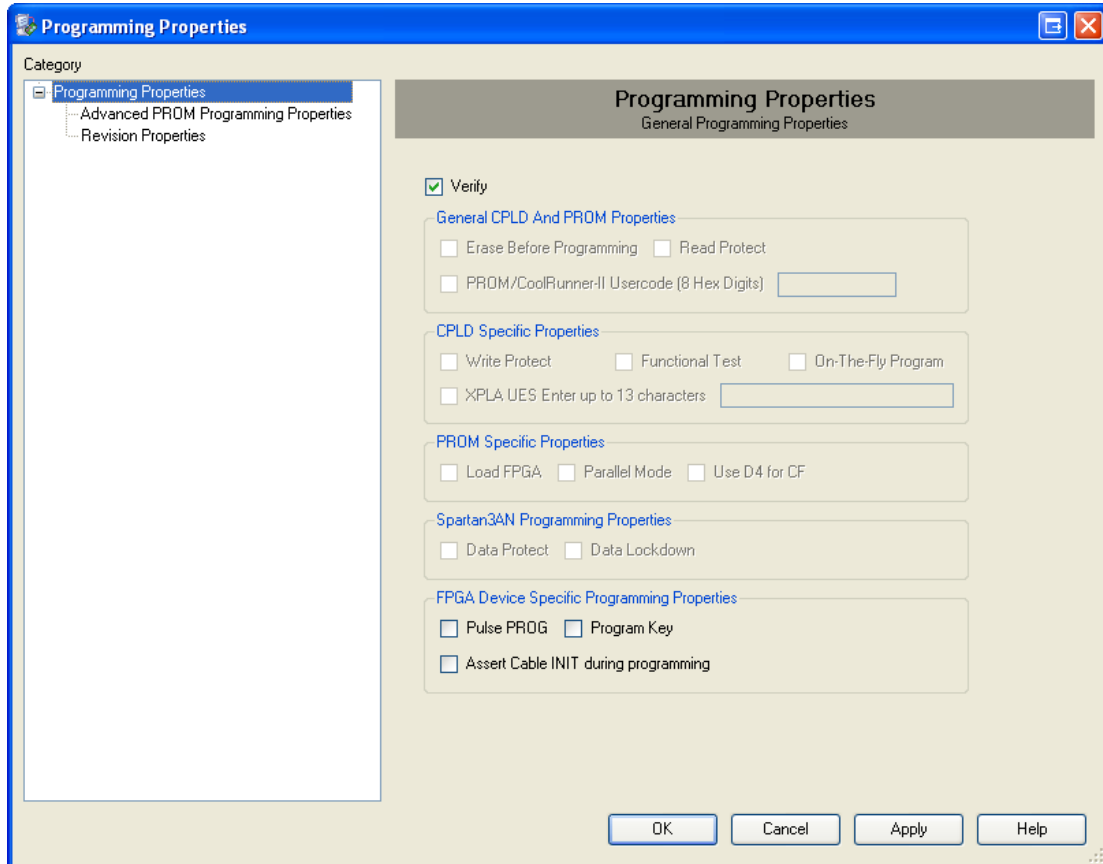 Programming Properties
Category
Programming Properties
Advanced PROM Programming Properties
Revision Properties
Programming Properties
General Programming Properties
Verify
General CPLD And PROM Properties
Erase Before Programming Read Protect
PROM/CoolRunner-II Usercode (8 Hex Digits)
CPLD Specific Properties
Write Protect Functional Test On-The-Fly Program
XPLA UES Enter up to 13 characters
PROM Specific Properties
Load FPGA Parallel Mode Use D4 for CF
Spartan3AN Programming Properties
Data Protect Data Lockdown
FPGA Device Specific Programming Properties
Pulse PROG Program Key
Assert Cable INIT during programming
OK Cancel Apply Help